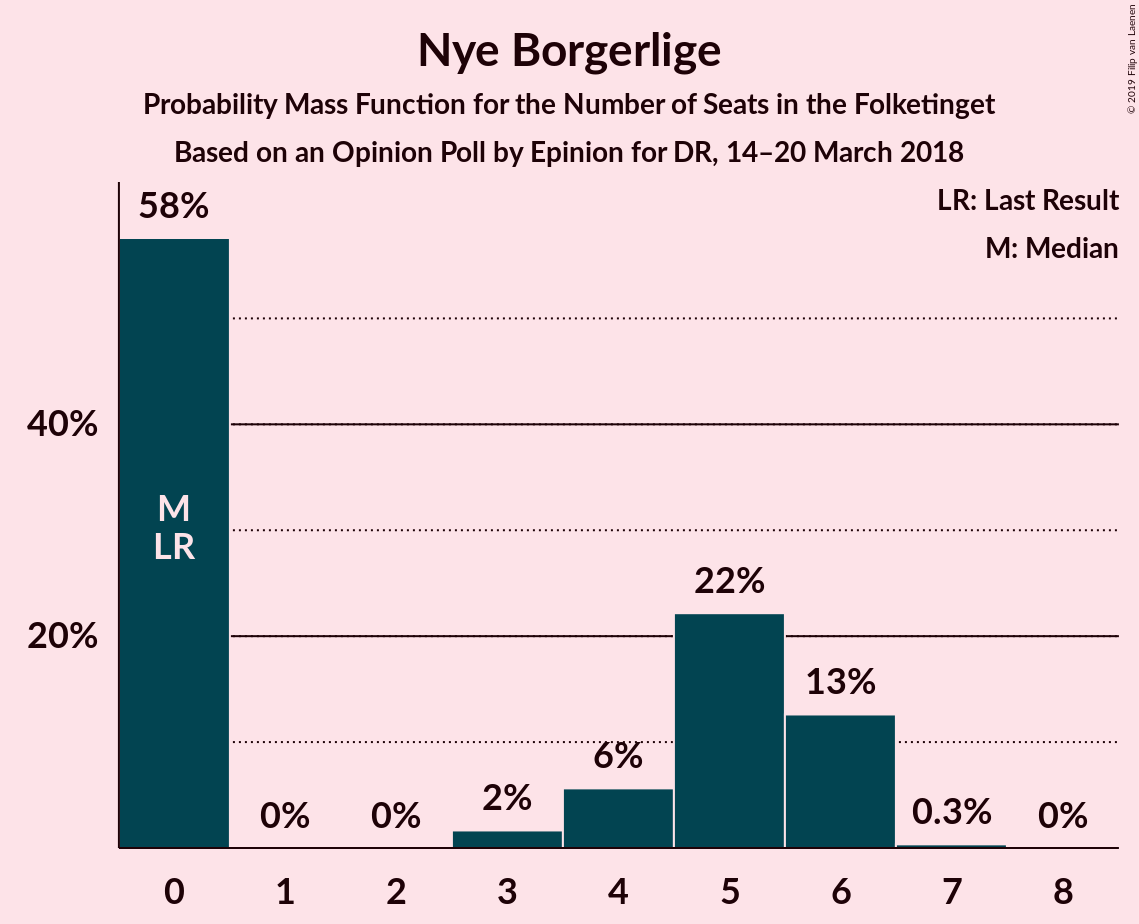 Nye Borgerlige
Probability Mass Function for the Number of Seats in the Folketinget
Based on an Opinion Poll by Epinion for DR, 14–20 March 2018
© 2019 Filip van Laenen
LR: Last Result
M: Median
58%
40%
M
LR
22%
20%
13%
6%
2%
0%
0%
0.3%
0%
0 1 2 3 4 5 6 7 8